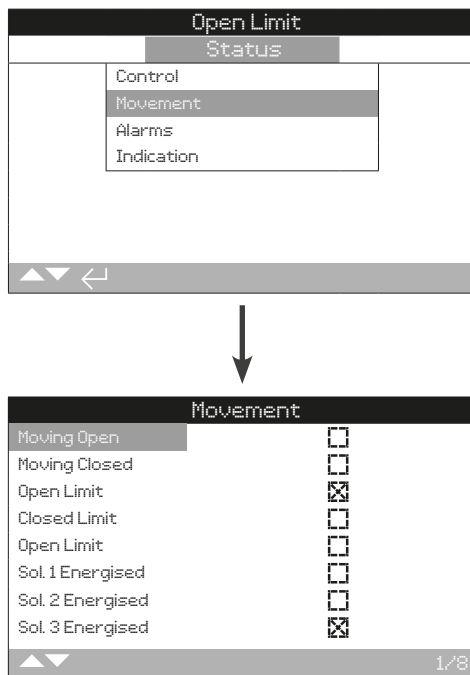 Open Limit
Status
Control
Movement
Alarms
Indication
Movement
Moving Open
Moving Closed
Open Limit
Closed Limit
Open Limit
Sol. 1 Energised
Sol. 2 Energised
Sol. 3 Energised
1/8